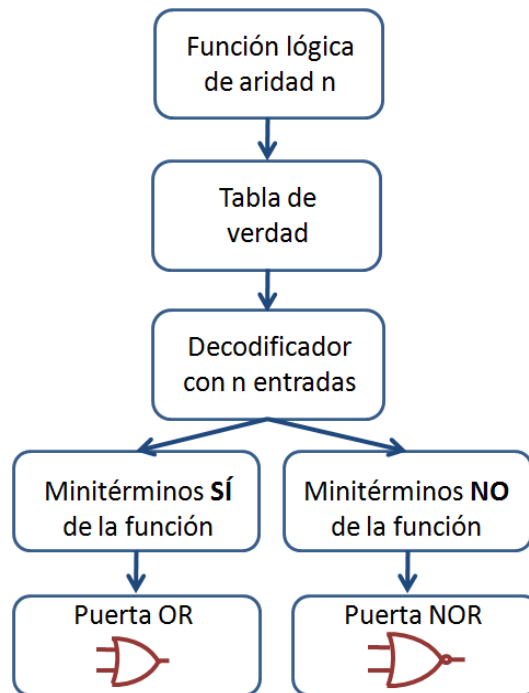 Función lógica
de aridad n
Tabla de
verdad
Decodificador
con n entradas
Minitérminos SÍ
de la función
Minitérminos NO
de la función
Puerta OR
Puerta NOR